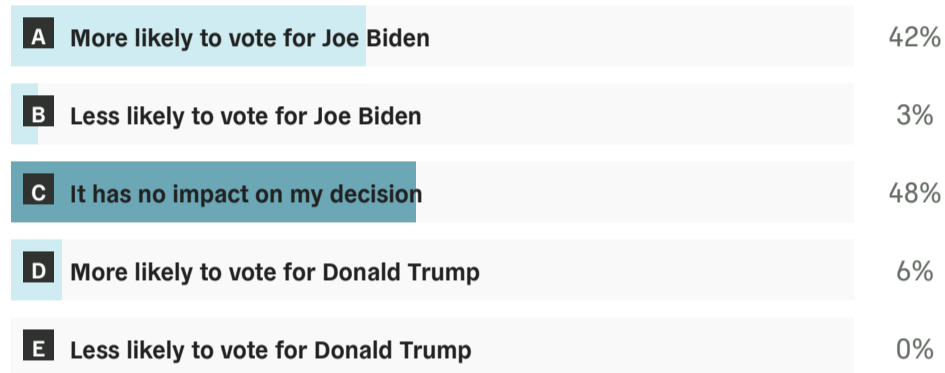 A More likely to vote for Joe Biden 42%
B Less likely to vote for Joe Biden 3%
C It has no impact on my decision 48%
D More likely to vote for Donald Trump 6%
E Less likely to vote for Donald Trump 0%